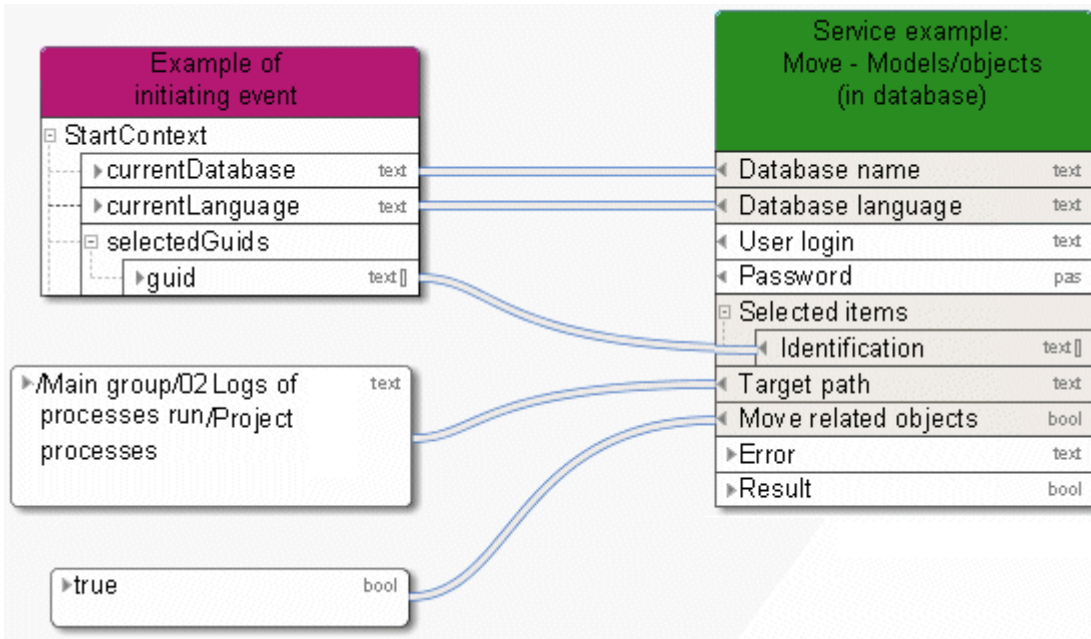 Example of
initiating event
StartContext
currentDatabase text
currentLanguage text
selectedGuids
guid text[]
/Main group/02 Logs of text
processes run/Project
processes
true bool
Service example:
Move - Models/objects
(in database)
Database name text
Database language text
User login text
Password pas
Selected items
Identification text[]
Target path text
Move related objects bool
Error text
Result bool